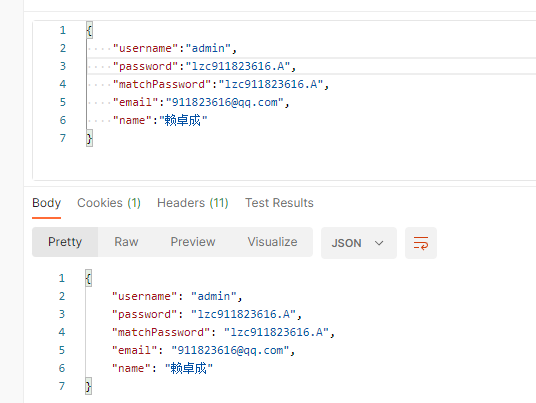 1 {
2 "username":"admin",
3 "password":"lzc911823616.A",
4 "matchPassword":"lzc911823616.A",
5 "email":"911823616@qq.com",
6 "name":"赖卓成"
7 }
Body Cookies (1) Headers (11) Test Results
Pretty Raw Preview Visualize JSON
1 {
2 "username": "admin",
3 "password": "lzc911823616.A",
4 "matchPassword": "lzc911823616.A",
5 "email": "911823616@qq.com",
6 "name": "赖卓成"
7 }